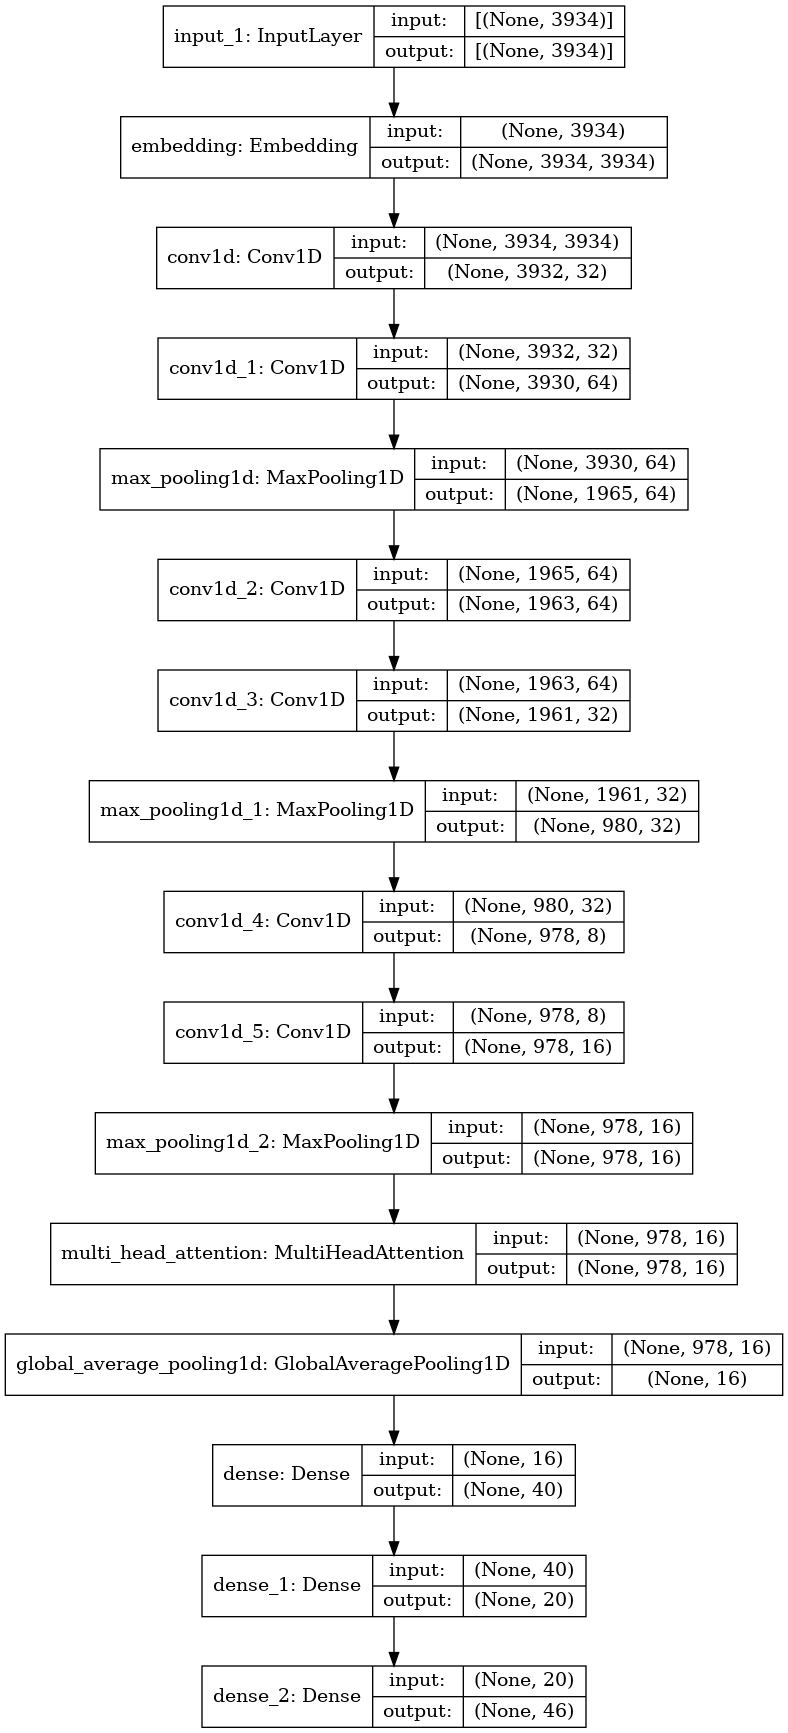 input_1: InputLayer
input:
[(None, 3934)]
output:
[(None, 3934)]
embedding: Embedding
input:
(None, 3934)
output:
(None, 3934, 3934)
conv1d: Conv1D
input:
(None, 3934, 3934)
output:
(None, 3932, 32)
conv1d_1: Conv1D
input:
(None, 3932, 32)
output:
(None, 3930, 64)
max_pooling1d: MaxPooling1D
input:
(None, 3930, 64)
output:
(None, 1965, 64)
conv1d_2: Conv1D
input:
(None, 1965, 64)
output:
(None, 1963, 64)
conv1d_3: Conv1D
input:
(None, 1963, 64)
output:
(None, 1961, 32)
max_pooling1d_1: MaxPooling1D
input:
(None, 1961, 32)
output:
(None, 980, 32)
conv1d_4: Conv1D
input:
(None, 980, 32)
output:
(None, 978, 8)
conv1d_5: Conv1D
input:
(None, 978, 8)
output:
(None, 978, 16)
max_pooling1d_2: MaxPooling1D
input:
(None, 978, 16)
output:
(None, 978, 16)
multi_head_attention: MultiHeadAttention
input:
(None, 978, 16)
output:
(None, 978, 16)
global_average_pooling1d: GlobalAveragePooling1D
input:
(None, 978, 16)
output:
(None, 16)
dense: Dense
input:
(None, 16)
output:
(None, 40)
dense_1: Dense
input:
(None, 40)
output:
(None, 20)
dense_2: Dense
input:
(None, 20)
output:
(None, 46)